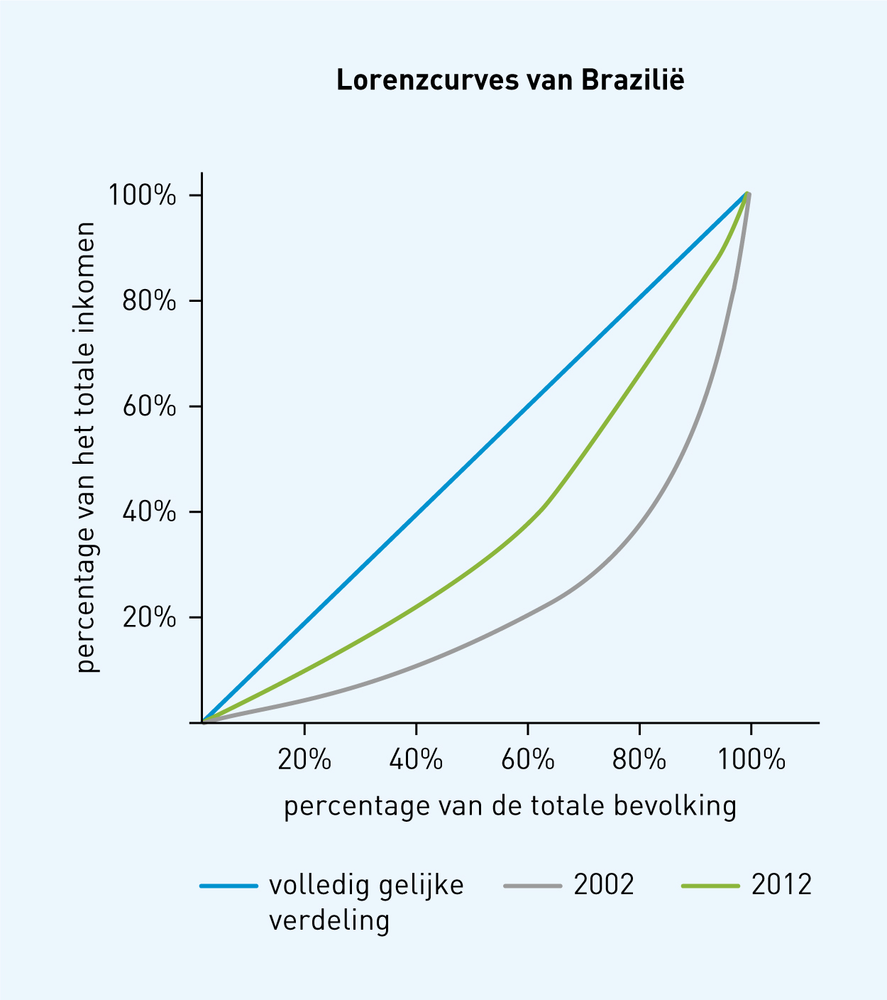 Lorenzcurves van Brazilië
percentage van het totale inkomen
100%
80%
60%
40%
20%
20% 40% 60% 80% 100%
percentage van de totale bevolking
volledig gelijke
verdeling
2002
2012